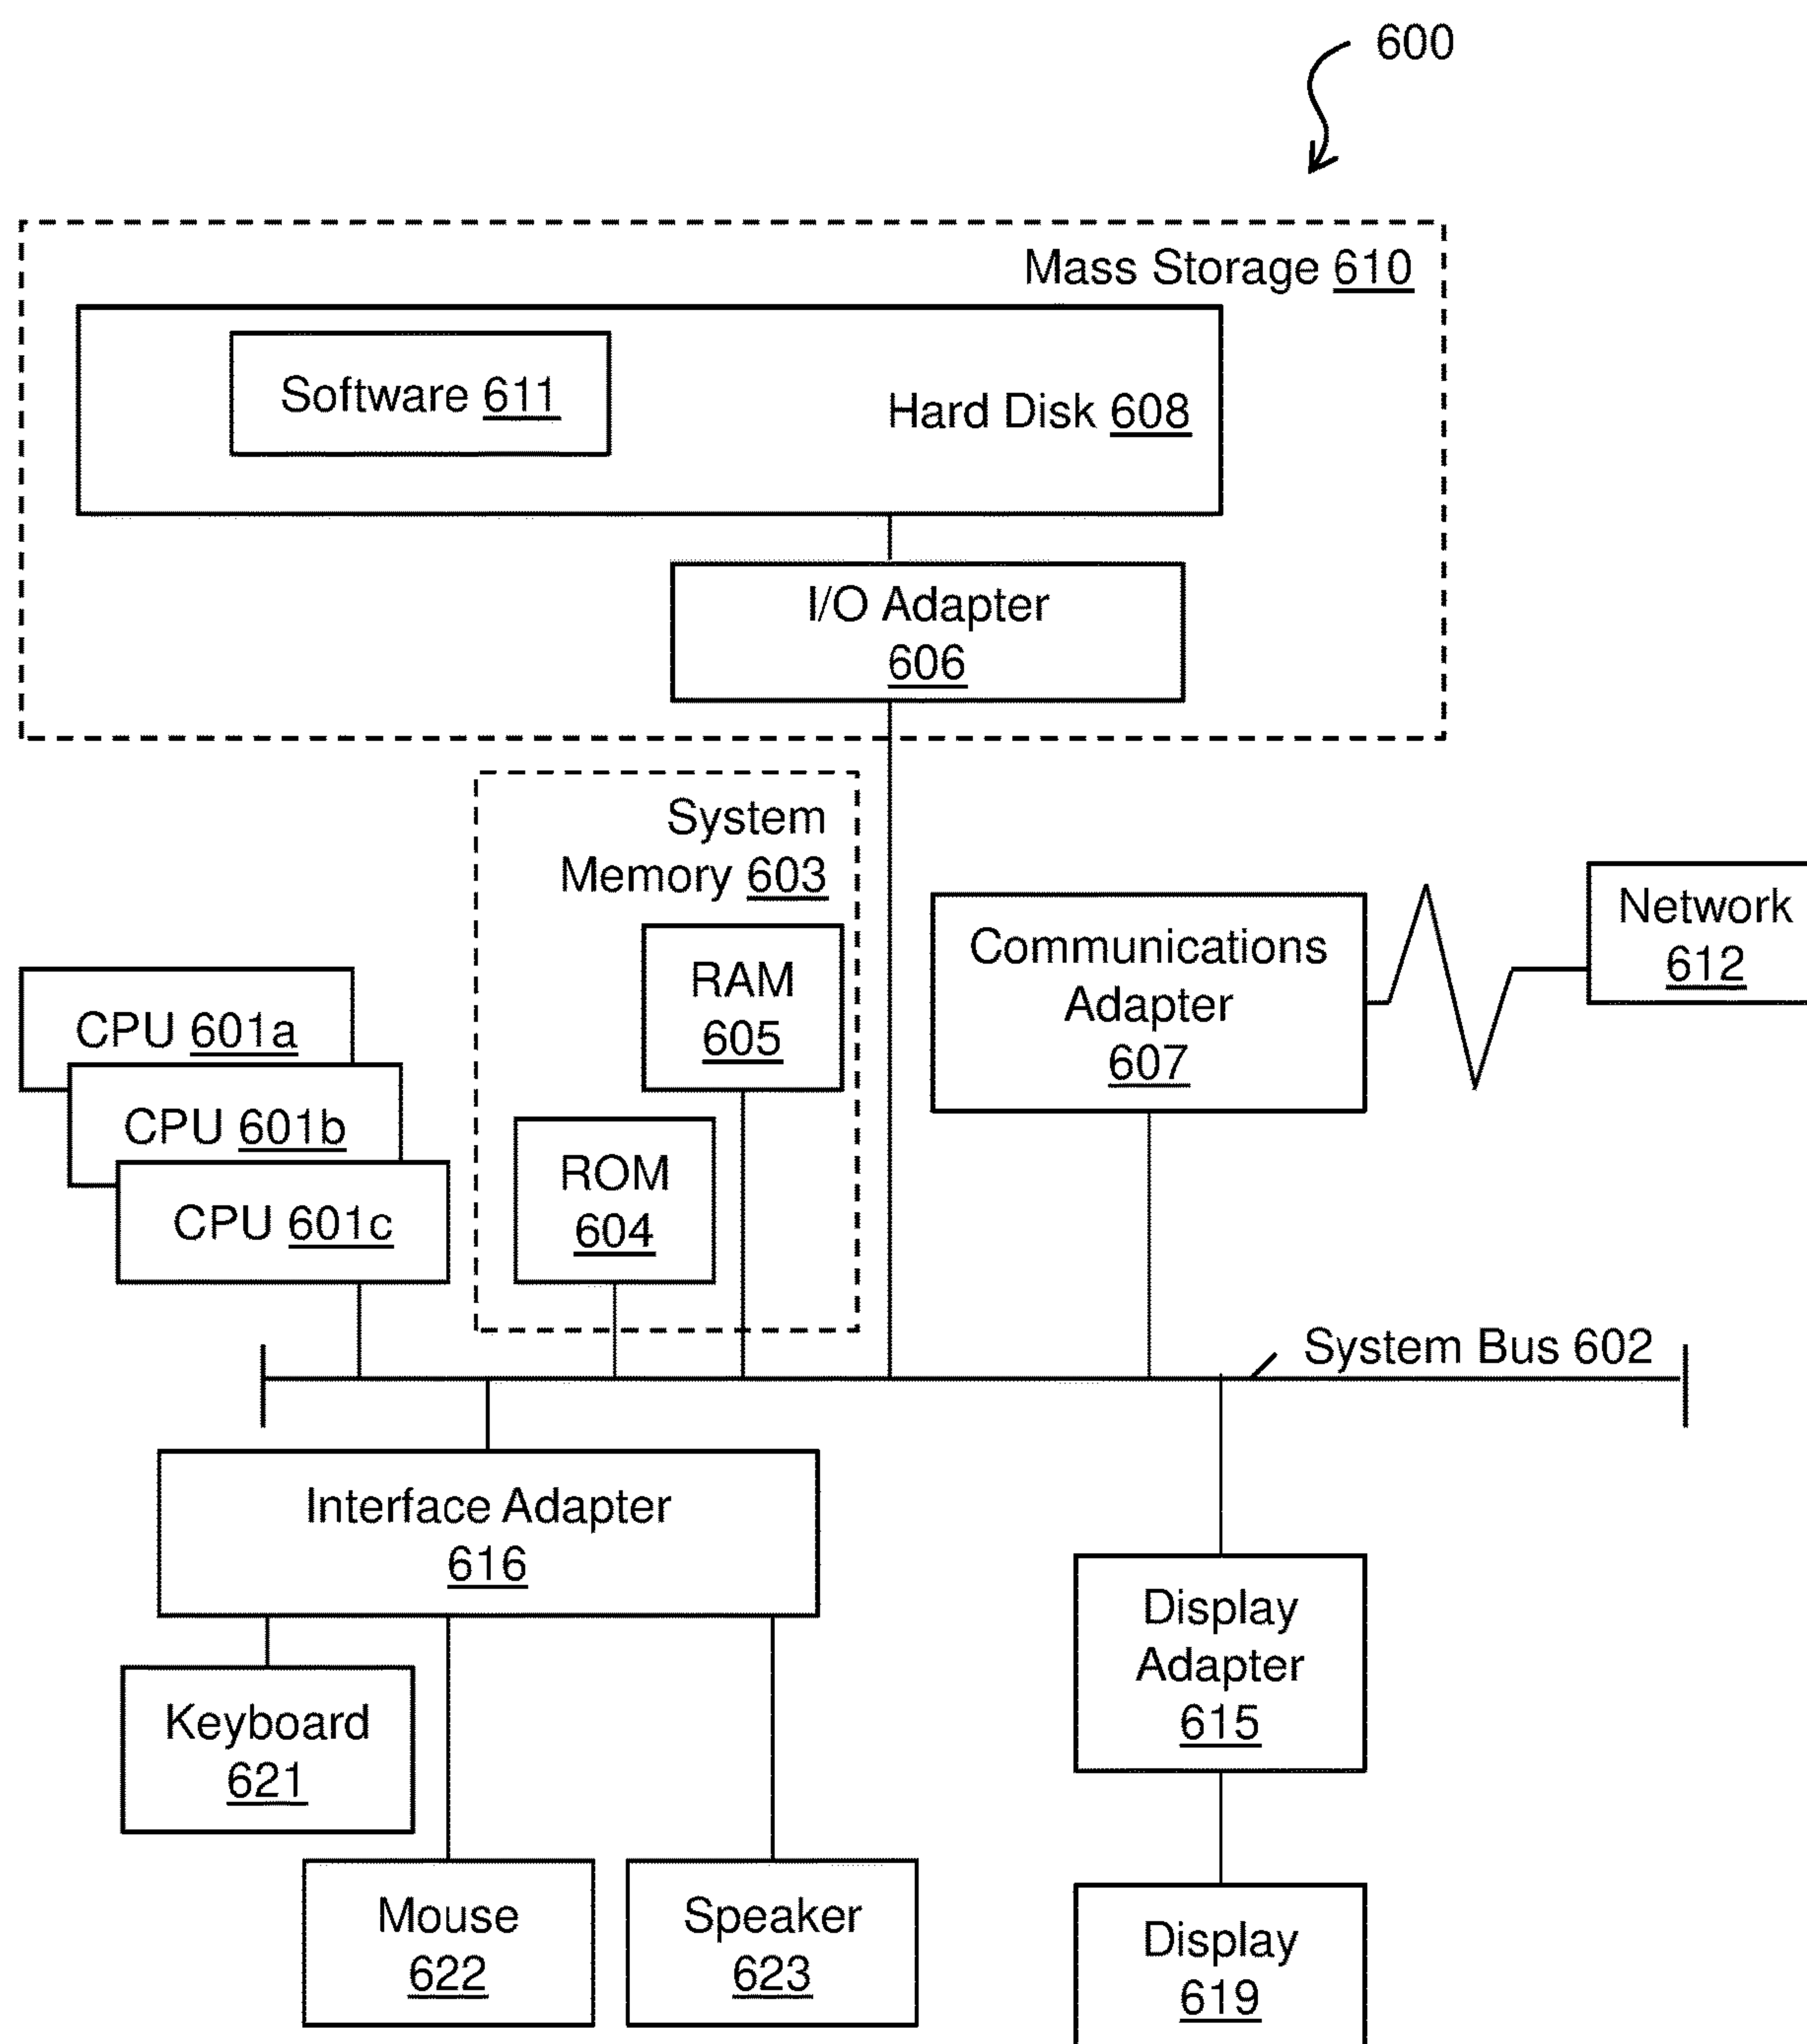 600
Mass Storage 610
Software 611
Hard Disk 608
I/O Adapter
606
System
Memory 603
RAM
605
ROM
604
Communications
Adapter
607
Network
612
CPU 601a
CPU 601b
CPU 601c
System Bus 602
Interface Adapter
616
Display
Adapter
615
Keyboard
621
Mouse
622
Speaker
623
Display
619